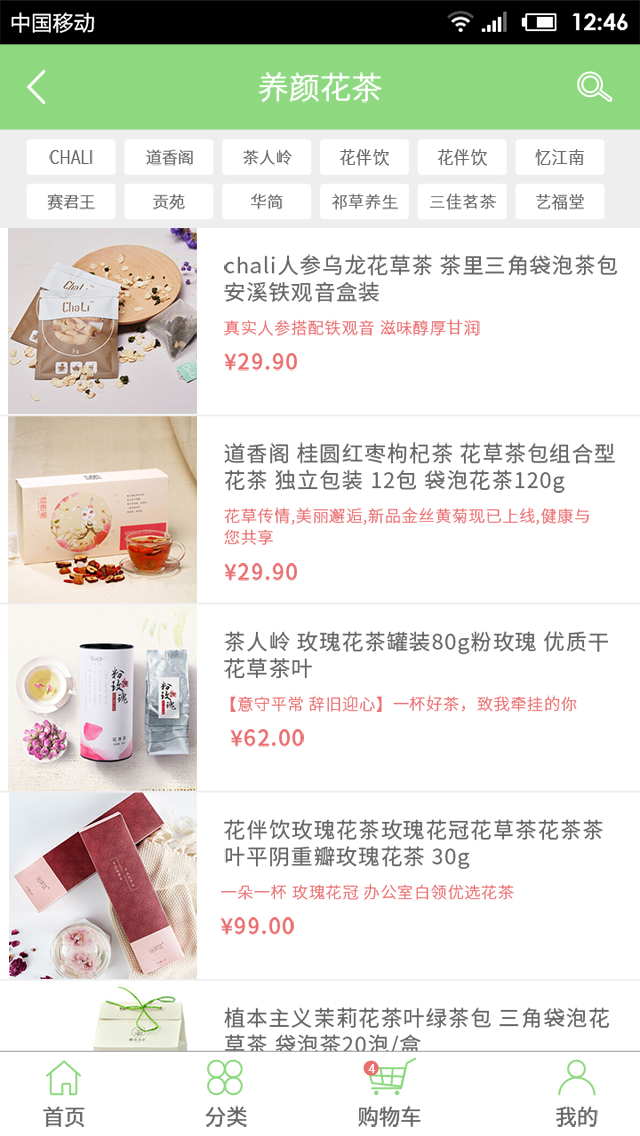 中国移动 12:46
养颜花茶
CHALI 道香阁 茶人岭 花伴饮 花伴饮 忆江南
赛君王 贡苑 华简 祁草养生 三佳茗茶 艺福堂
chali人参乌龙花草茶 茶里三角袋泡茶包
安溪铁观音盒装
真实人参搭配铁观音 滋味醇厚甘润
¥29.90
ChaLi
ChaLi
3g
道香阁 桂圆红枣枸杞茶 花草茶包组合型
花茶 独立包装 12包 袋泡花茶120g
花草传情,美丽邂逅,新品金丝黄菊现已上线,健康与
您共享
¥29.90
道香阁
茶人岭 玫瑰花茶罐装80g粉玫瑰 优质干
花草茶叶
【意守平常 辞旧迎心】一杯好茶，致我牵挂的你
¥62.00
粉玫瑰
粉玫瑰
花伴饮玫瑰花茶玫瑰花冠花草茶花茶茶
叶平阴重瓣玫瑰花茶 30g
一朵一杯 玫瑰花冠 办公室白领优选花茶
¥99.00
植本主义茉莉花茶叶绿茶包 三角袋花
草茶 袋泡茶20泡/盒
4
首页 分类 购物车 我的